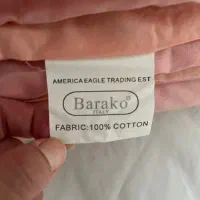 AMERICA EAGLE TRADING EST
Barako®
ITALY
FABRIC:100% COTTON